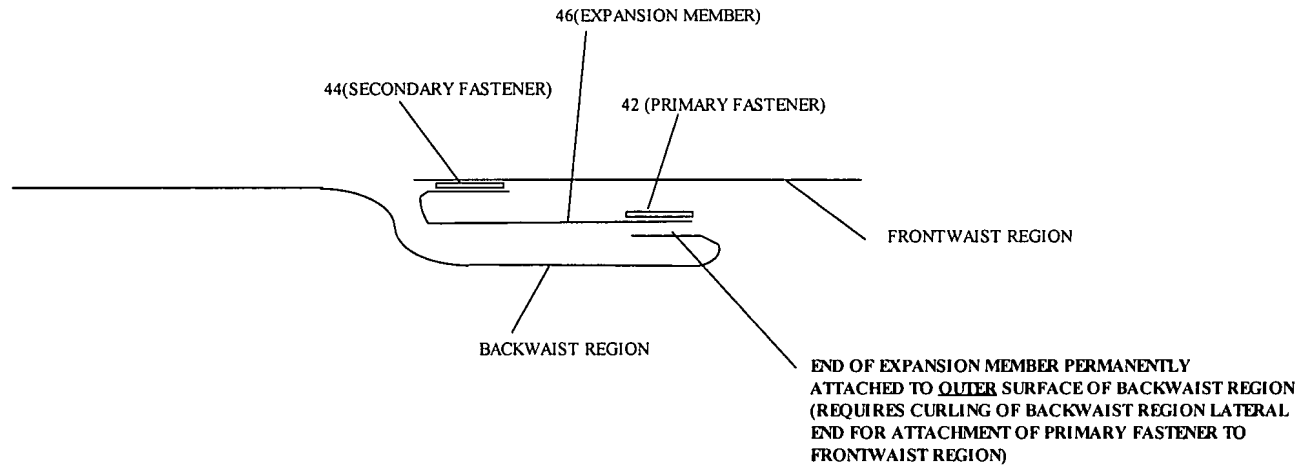 46(EXPANSION MEMBER)
44(SECONDARY FASTENER)
42 (PRIMARY FASTENER)
FRONTWAIST REGION
BACKWAIST REGION
END OF EXPANSION MEMBER PERMANENTLY
ATTACHED TO OUTER SURFACE OF BACKWAIST REGION
(REQUIRES CURLING OF BACKWAIST REGION LATERAL
END FOR ATTACHMENT OF PRIMARY FASTENER TO
FRONTWAIST REGION)